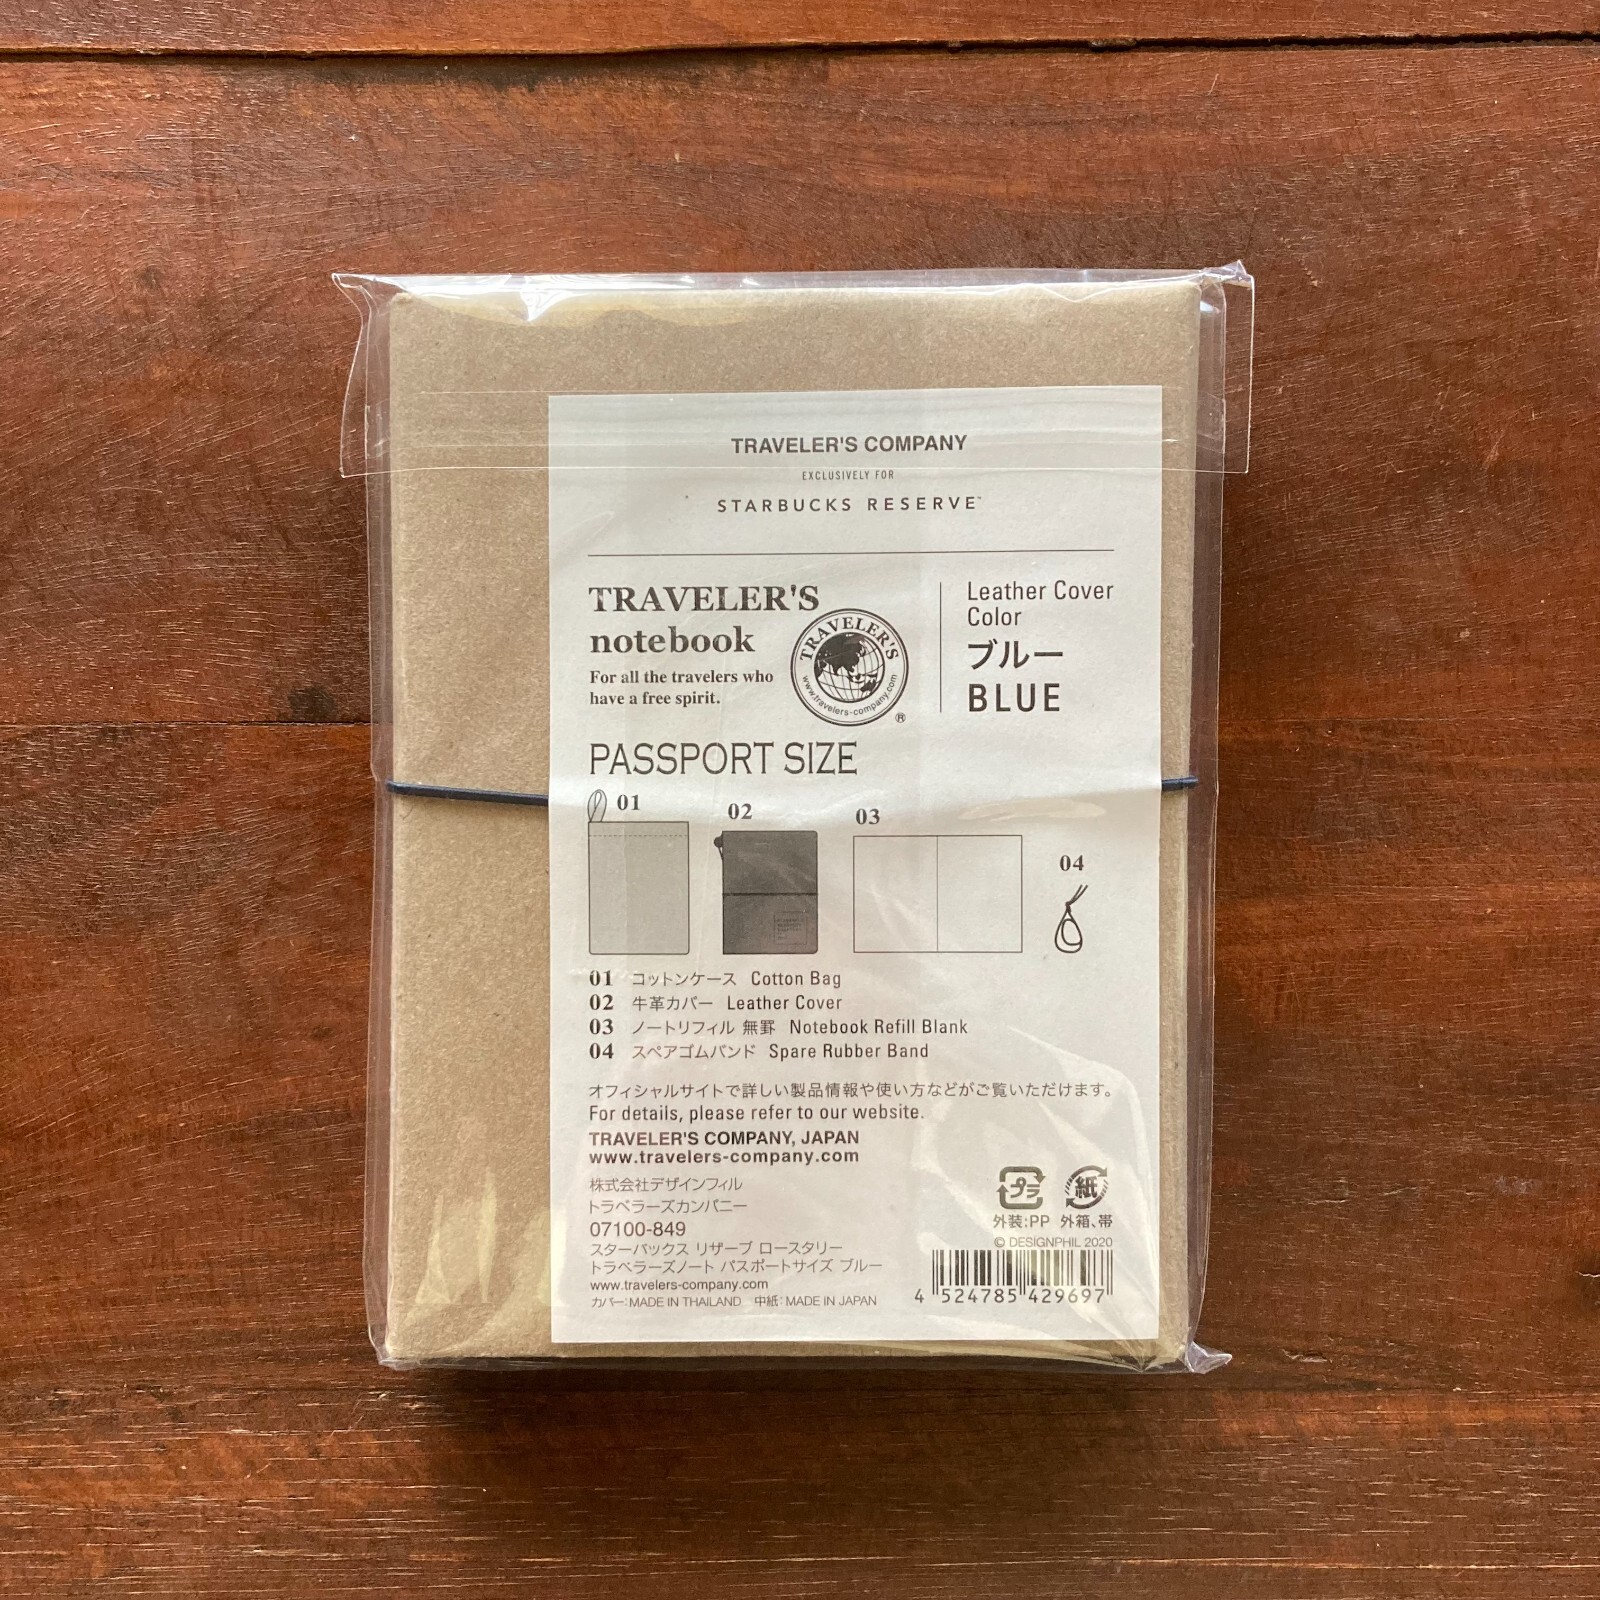 TRAVELER'S COMPANY
EXCLUSIVELY FOR
STARBUCKS RESERVE™
TRAVELER'S
notebook
For all the travelers who
have a free spirit.
TRAVELER'S
www.travelers-company.com
®
Leather Cover
Color
ブルー
BLUE
PASSPORT SIZE
01
02
03
04
01 コットンケース Cotton Bag
02 牛革カバー Leather Cover
03 ノートリフィル 無罫 Notebook Refill Blank
04 スペアゴムバンド Spare Rubber Band
オフィシャルサイトで詳しい製品情報や使い方などがご覧いただけます。
For details, please refer to our website.
TRAVELER'S COMPANY, JAPAN
www.travelers-company.com
株式会社デザインフィル
トラベラーズカンパニー
07100-849
スターバックス リザーブ ロースタリー
トラベラーズノート パスポートサイズ ブルー
www.travelers-company.com
カバー:MADE IN THAILAND 中紙:MADE IN JAPAN
プラ
紙
外装:PP 外箱、帯
© DESIGNPHIL 2020
4 524785 429697